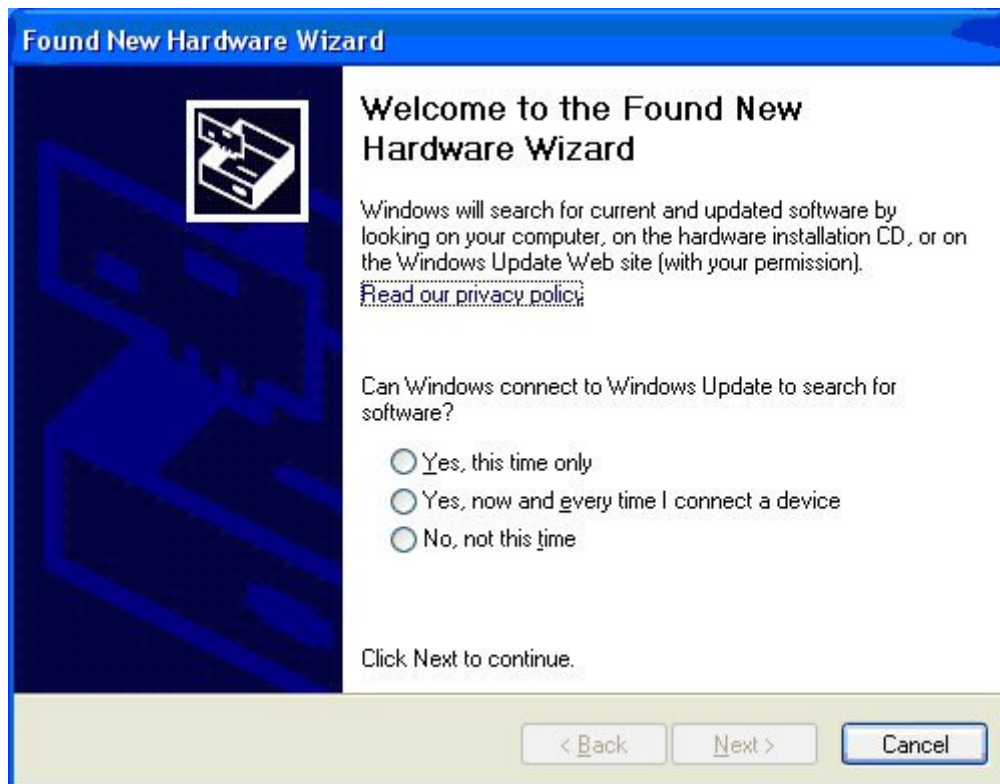 Found New Hardware Wizard
Welcome to the Found New
Hardware Wizard
Windows will search for current and updated software by
looking on your computer, on the hardware installation CD, or on
the Windows Update Web site (with your permission).
Read our privacy policy
Can Windows connect to Windows Update to search for
software?
Yes, this time only
Yes, now and every time I connect a device
No, not this time
Click Next to continue.
< Back Next > Cancel